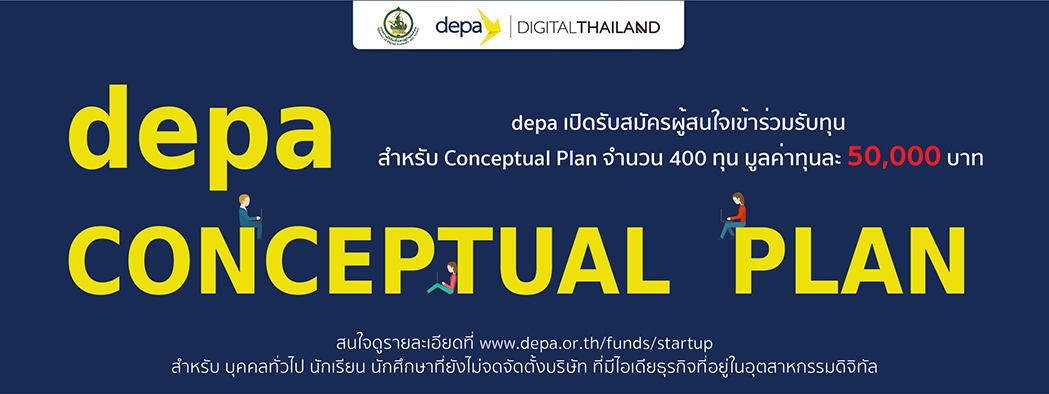 depa DIGITALTHAILAND
depa
depa เปิดรับสมัครผู้สนใจเข้าร่วมรับทุน
สำหรับ Conceptual Plan จำนวน 400 ทุน มูลค่าทุนละ 50,000 บาท
CONCEPTUAL PLAN
สนใจดูรายละเอียดที่ www.depa.or.th/funds/startup
สำหรับ บุคคลทั่วไป นักเรียน นักศึกษาที่ยังไม่จดจัดตั้งบริษัท ที่มีไอเดียธุรกิจที่อยู่ในอุตสาหกรรมดิจิทัล